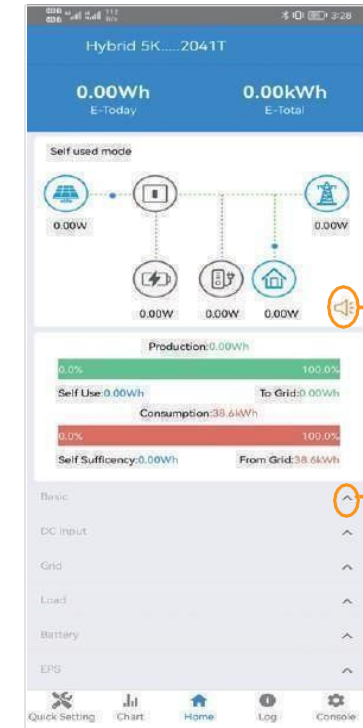 3:28
Hybrid 5K.....2041T
0.00Wh 0.00kWh
E-Today E-Total
Self used mode
0.00W 0.00W
0.00W 0.00W 0.00W
Production:0.00Wh
0.0% 100.0%
Self Use:0.00Wh To Grid:0.00Wh
Consumption:38.6kWh
0.0% 100.0%
Self Sufficency:0.00Wh From Grid:38.6kWh
Basic
DC Input
Grid
Load
Battery
EPS
Quick Setting Chart Home Log Console